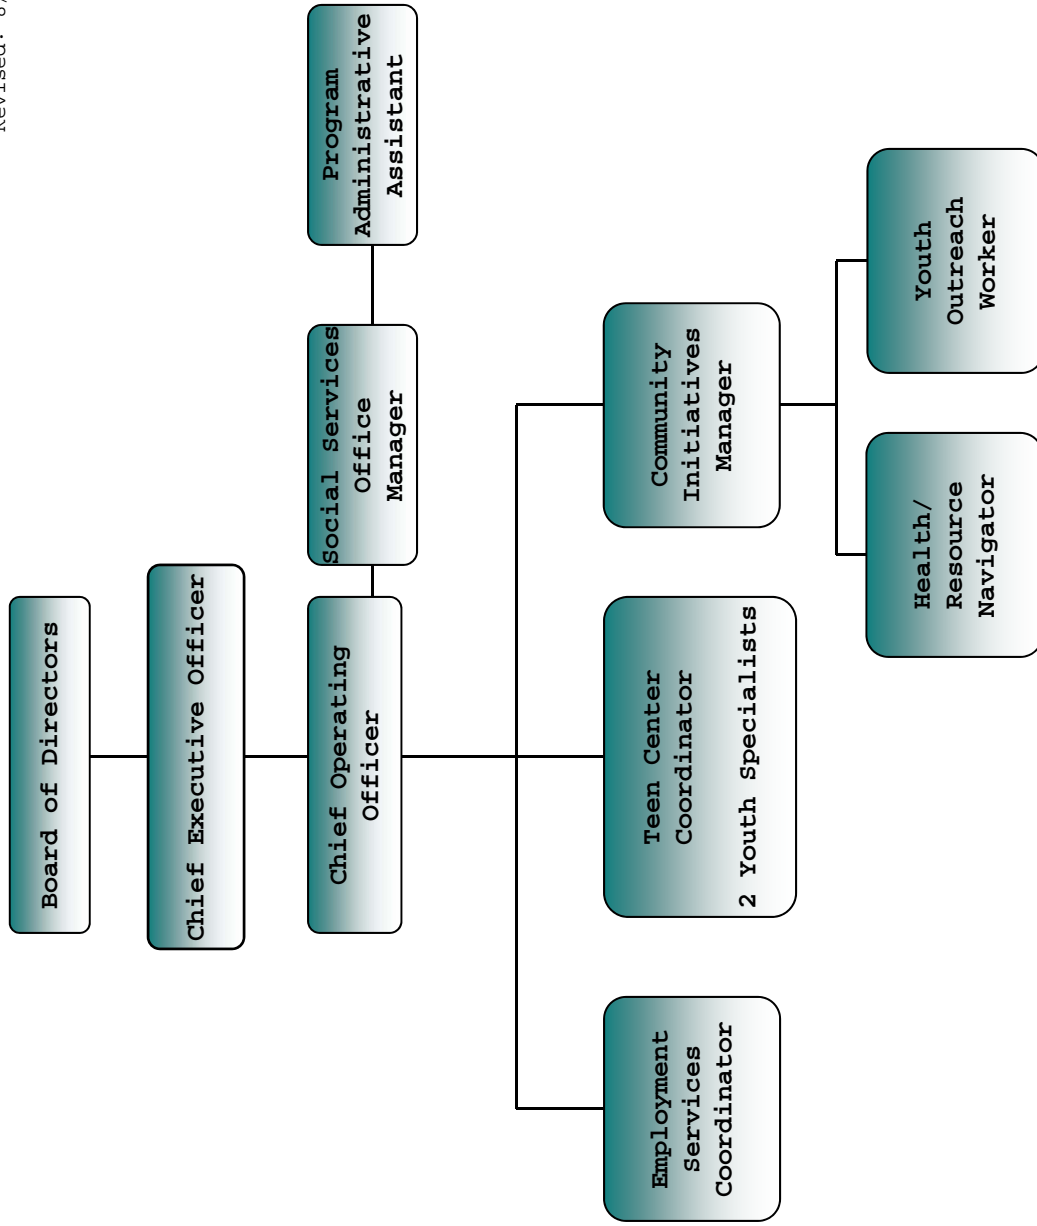 Revised:
Board of Directors
Chief Executive Officer
Chief Operating
Officer
Social Services
Office
Manager
Program
Administrative
Assistant
Employment
Services
Coordinator
Teen Center
Coordinator
2 Youth Specialists
Community
Initiatives
Manager
Health/
Resource
Navigator
Youth
Outreach
Worker